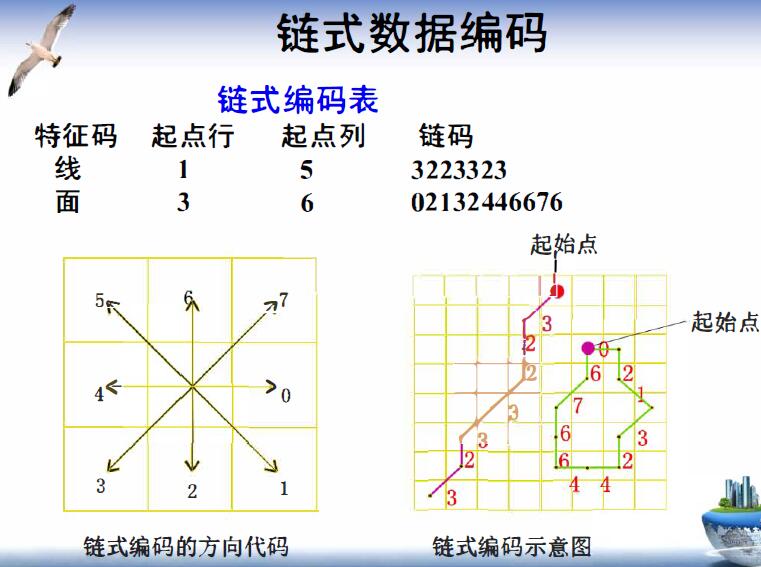 链式数据编码
链式编码表
特征码 起点行 起点列 链码
线 1 5 3223323
面 3 6 02132446676
起始点
起始点
5 6 7
4 0
3 2 1
3
2
2
3
3
2
3
0
6 2
7 1
6 3
6 2
4 4
链式编码的方向代码
链式编码示意图